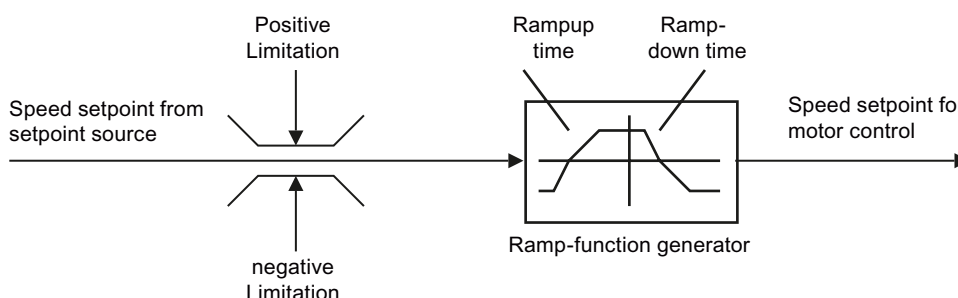 Positive
Limitation
Rampup
time
Ramp-
down time
Speed setpoint from
setpoint source
Speed setpoint fo
motor control
Ramp-function generator
negative
Limitation